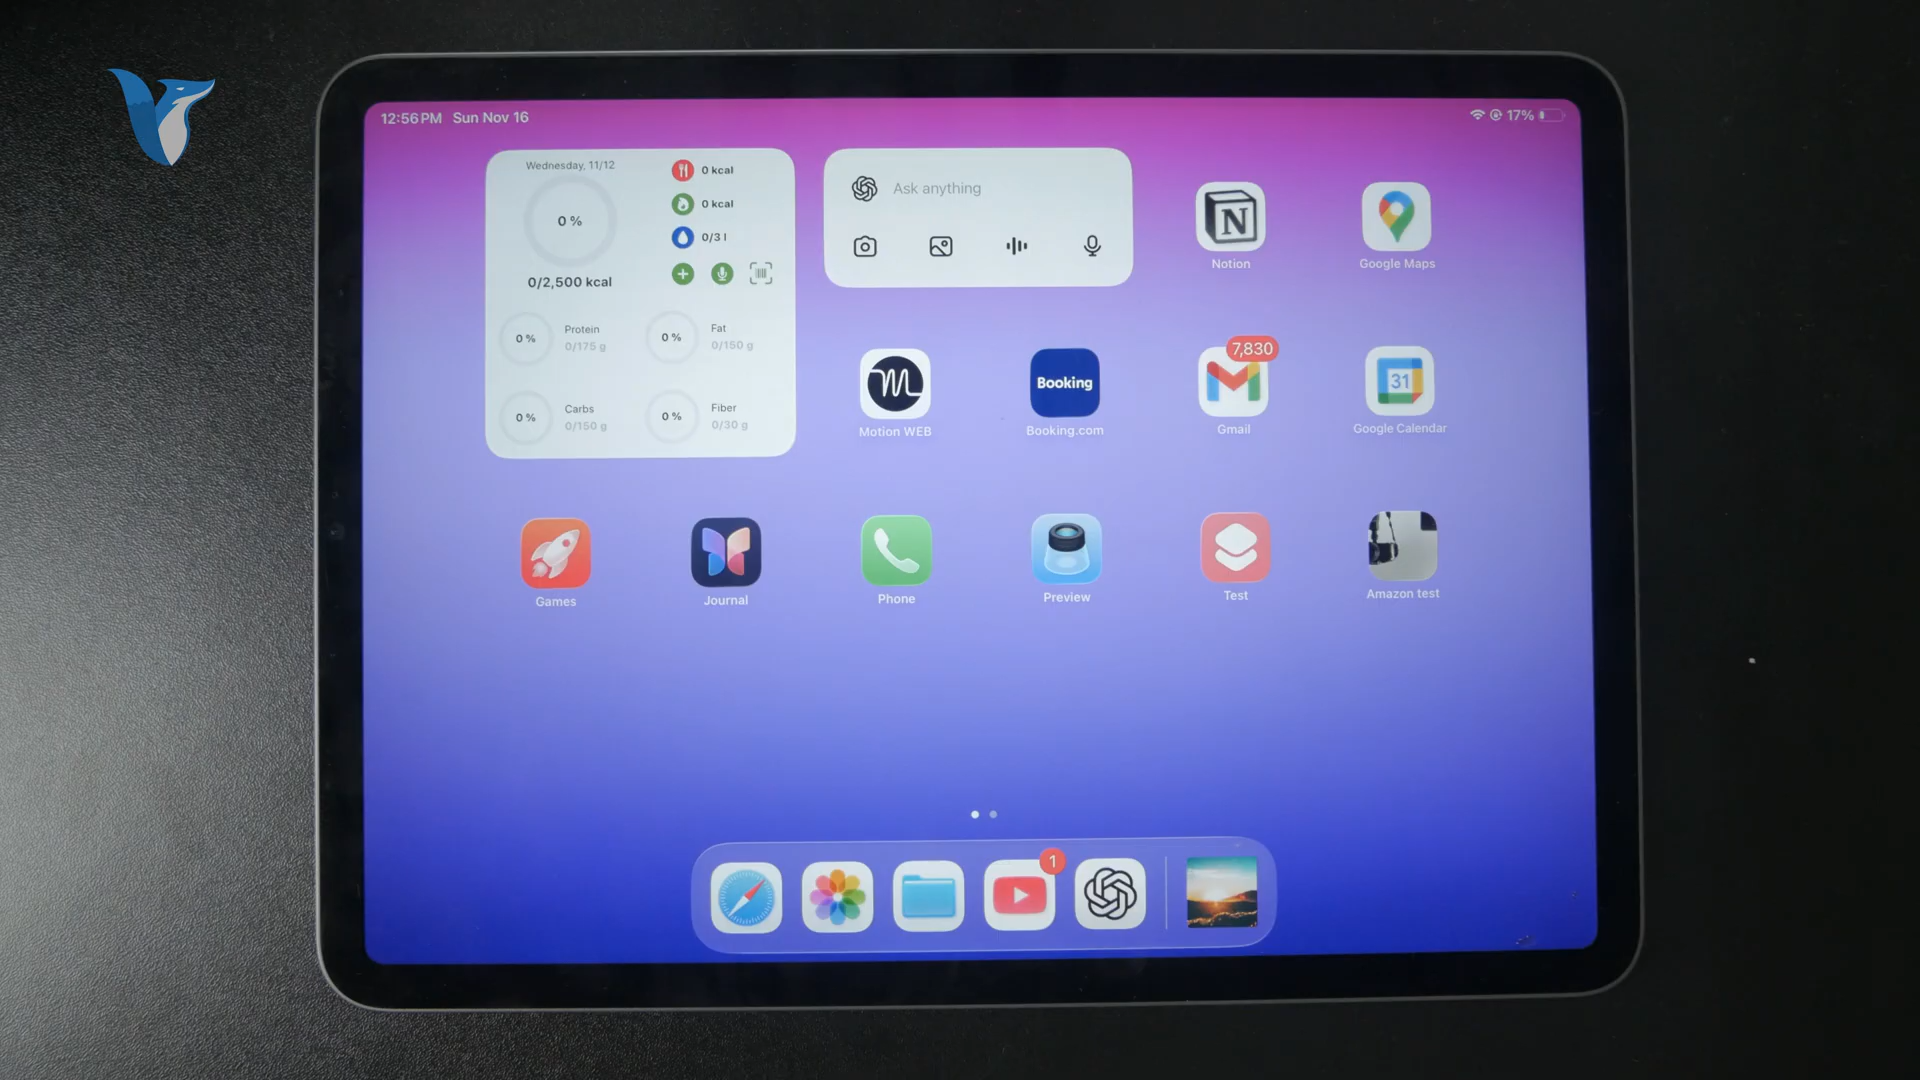 12:56 PM Sun Nov 16
17%
Wednesday, 11/12
0 %
0/2,500 kcal
0 kcal
0 kcal
0/3 l
0 %
Protein
0/175 g
0 %
Fat
0/150 g
0 %
Carbs
0/150 g
0 %
Fiber
0/30 g
Ask anything
N
Notion
Google Maps
Motion WEB
Booking
Booking.com
7,830
Gmail
31
Google Calendar
Games
Journal
Phone
Preview
Test
Amazon test
1